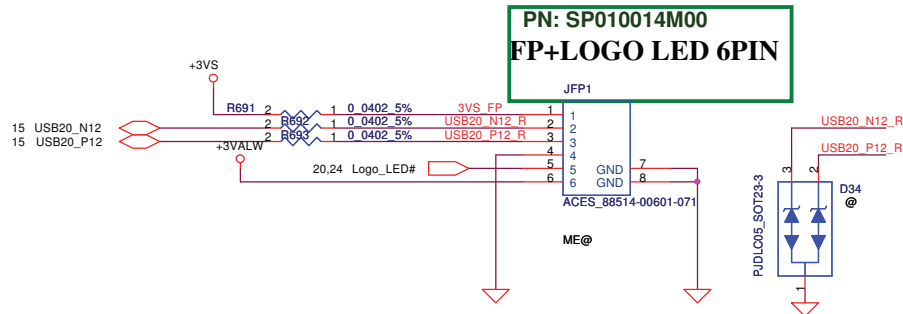 PN: SP010014M00
FP+LOGO LED 6PIN
+3VS
JFP1
R691 2 1 0_0402_5% 3VS_FP 1 1
15 USB20_N12 R692 2 1 0_0402_5% USB20_N12_R 2 2
15 USB20_P12 R693 2 1 0_0402_5% USB20_P12_R 3 3
+3VALW 4 4
20,24 Logo_LED# 5 5 GND 7
6 6 GND 8
ACES_88514-00601-071
ME@
USB20_N12_R
USB20_P12_R
3 2
D34
@
PJDLC05_SOT23-3
1